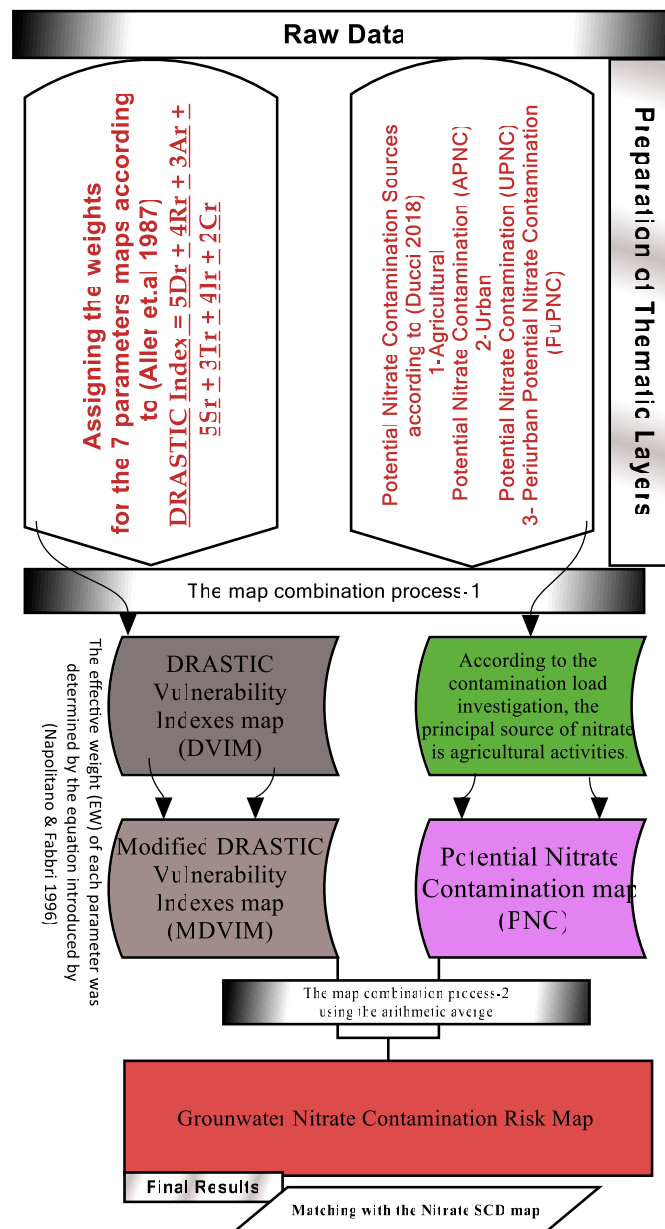 Raw Data
Preparation of Thematic Layers
Assigning the weights
for the 7 parameters maps according
to (Aller et.al 1987)
DRASTIC Index = 5Dr + 4Rr + 3Ar +
5Sr + 3Tr + 4Ir + 2Cr
Potential Nitrate Contamination Sources
according to (Ducci 2018)
1-Agricultural
Potential Nitrate Contamination (APNC)
2-Urban
Potential Nitrate Contamination (UPNC)
3- Periurban Potential Nitrate Contamination
(FuPNC)
The map combination process-1
The effective weight (EW) of each parameter was
determined by the equation introduced by
(Napolitano & Fabbri 1996)
DRASTIC
Vulnerability
Indexes map
(DVIM)
According to the
contamination load
investigation, the
principal source of nitrate
is agricultural activities.
Modified DRASTIC
Vulnerability
Indexes map
(MDVIM)
Potential Nitrate
Contamination map
(PNC)
The map combination process-2
using the arithmetic averge
Grounwater Nitrate Contamination Risk Map
Final Results
Matching with the Nitrate SCD map